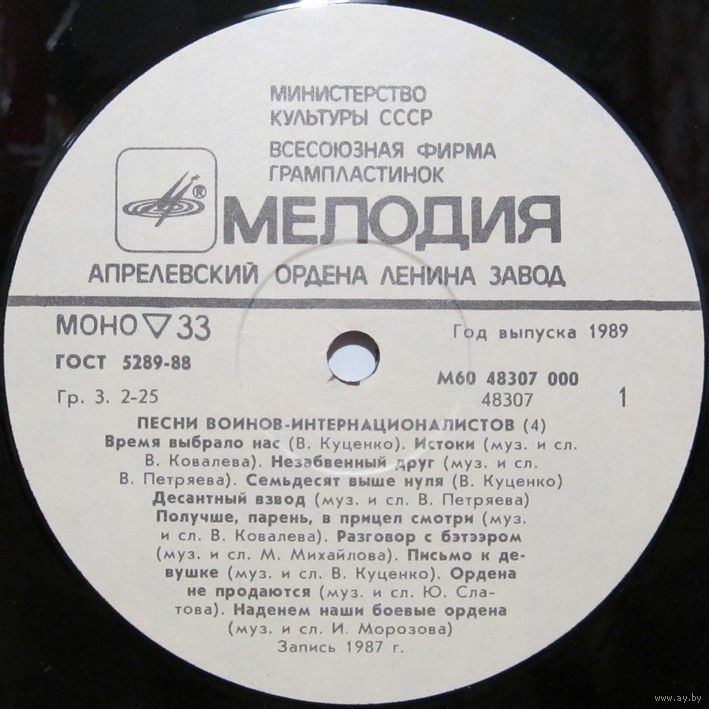 МИНИСТЕРСТВО
КУЛЬТУРЫ СССР
ВСЕСОЮЗНАЯ ФИРМА
ГРАМПЛАСТИНОК
®
МЕЛОДИЯ
АПРЕЛЕВСКИЙ ОРДЕНА ЛЕНИНА ЗАВОД
МОНО ▽ 33
Год выпуска 1989
ГОСТ 5289-88
М60 48307 000
Гр. 3. 2-25
48307
1
ПЕСНИ ВОИНОВ-ИНТЕРНАЦИОНАЛИСТОВ (4)
Время выбрало нас (В. Куценко). Истоки (муз. и сл.
В. Ковалева). Незабвенный друг (муз. и сл.
В. Петряева). Семьдесят выше нуля (В. Куценко)
Десантный взвод (муз. и сл. В. Петряева)
Получше, парень, в прицел смотри (муз.
и сл. В. Ковалева). Разговор с бэтээром
(муз. и сл. М. Михайлова). Письмо к де-
вушке (муз. и сл. В. Куценко). Ордена
не продаются (муз. и сл. Ю. Сла-
това). Наденем наши боевые ордена
(муз. и сл. И. Морозова)
Запись 1987 г.
www.ay.by